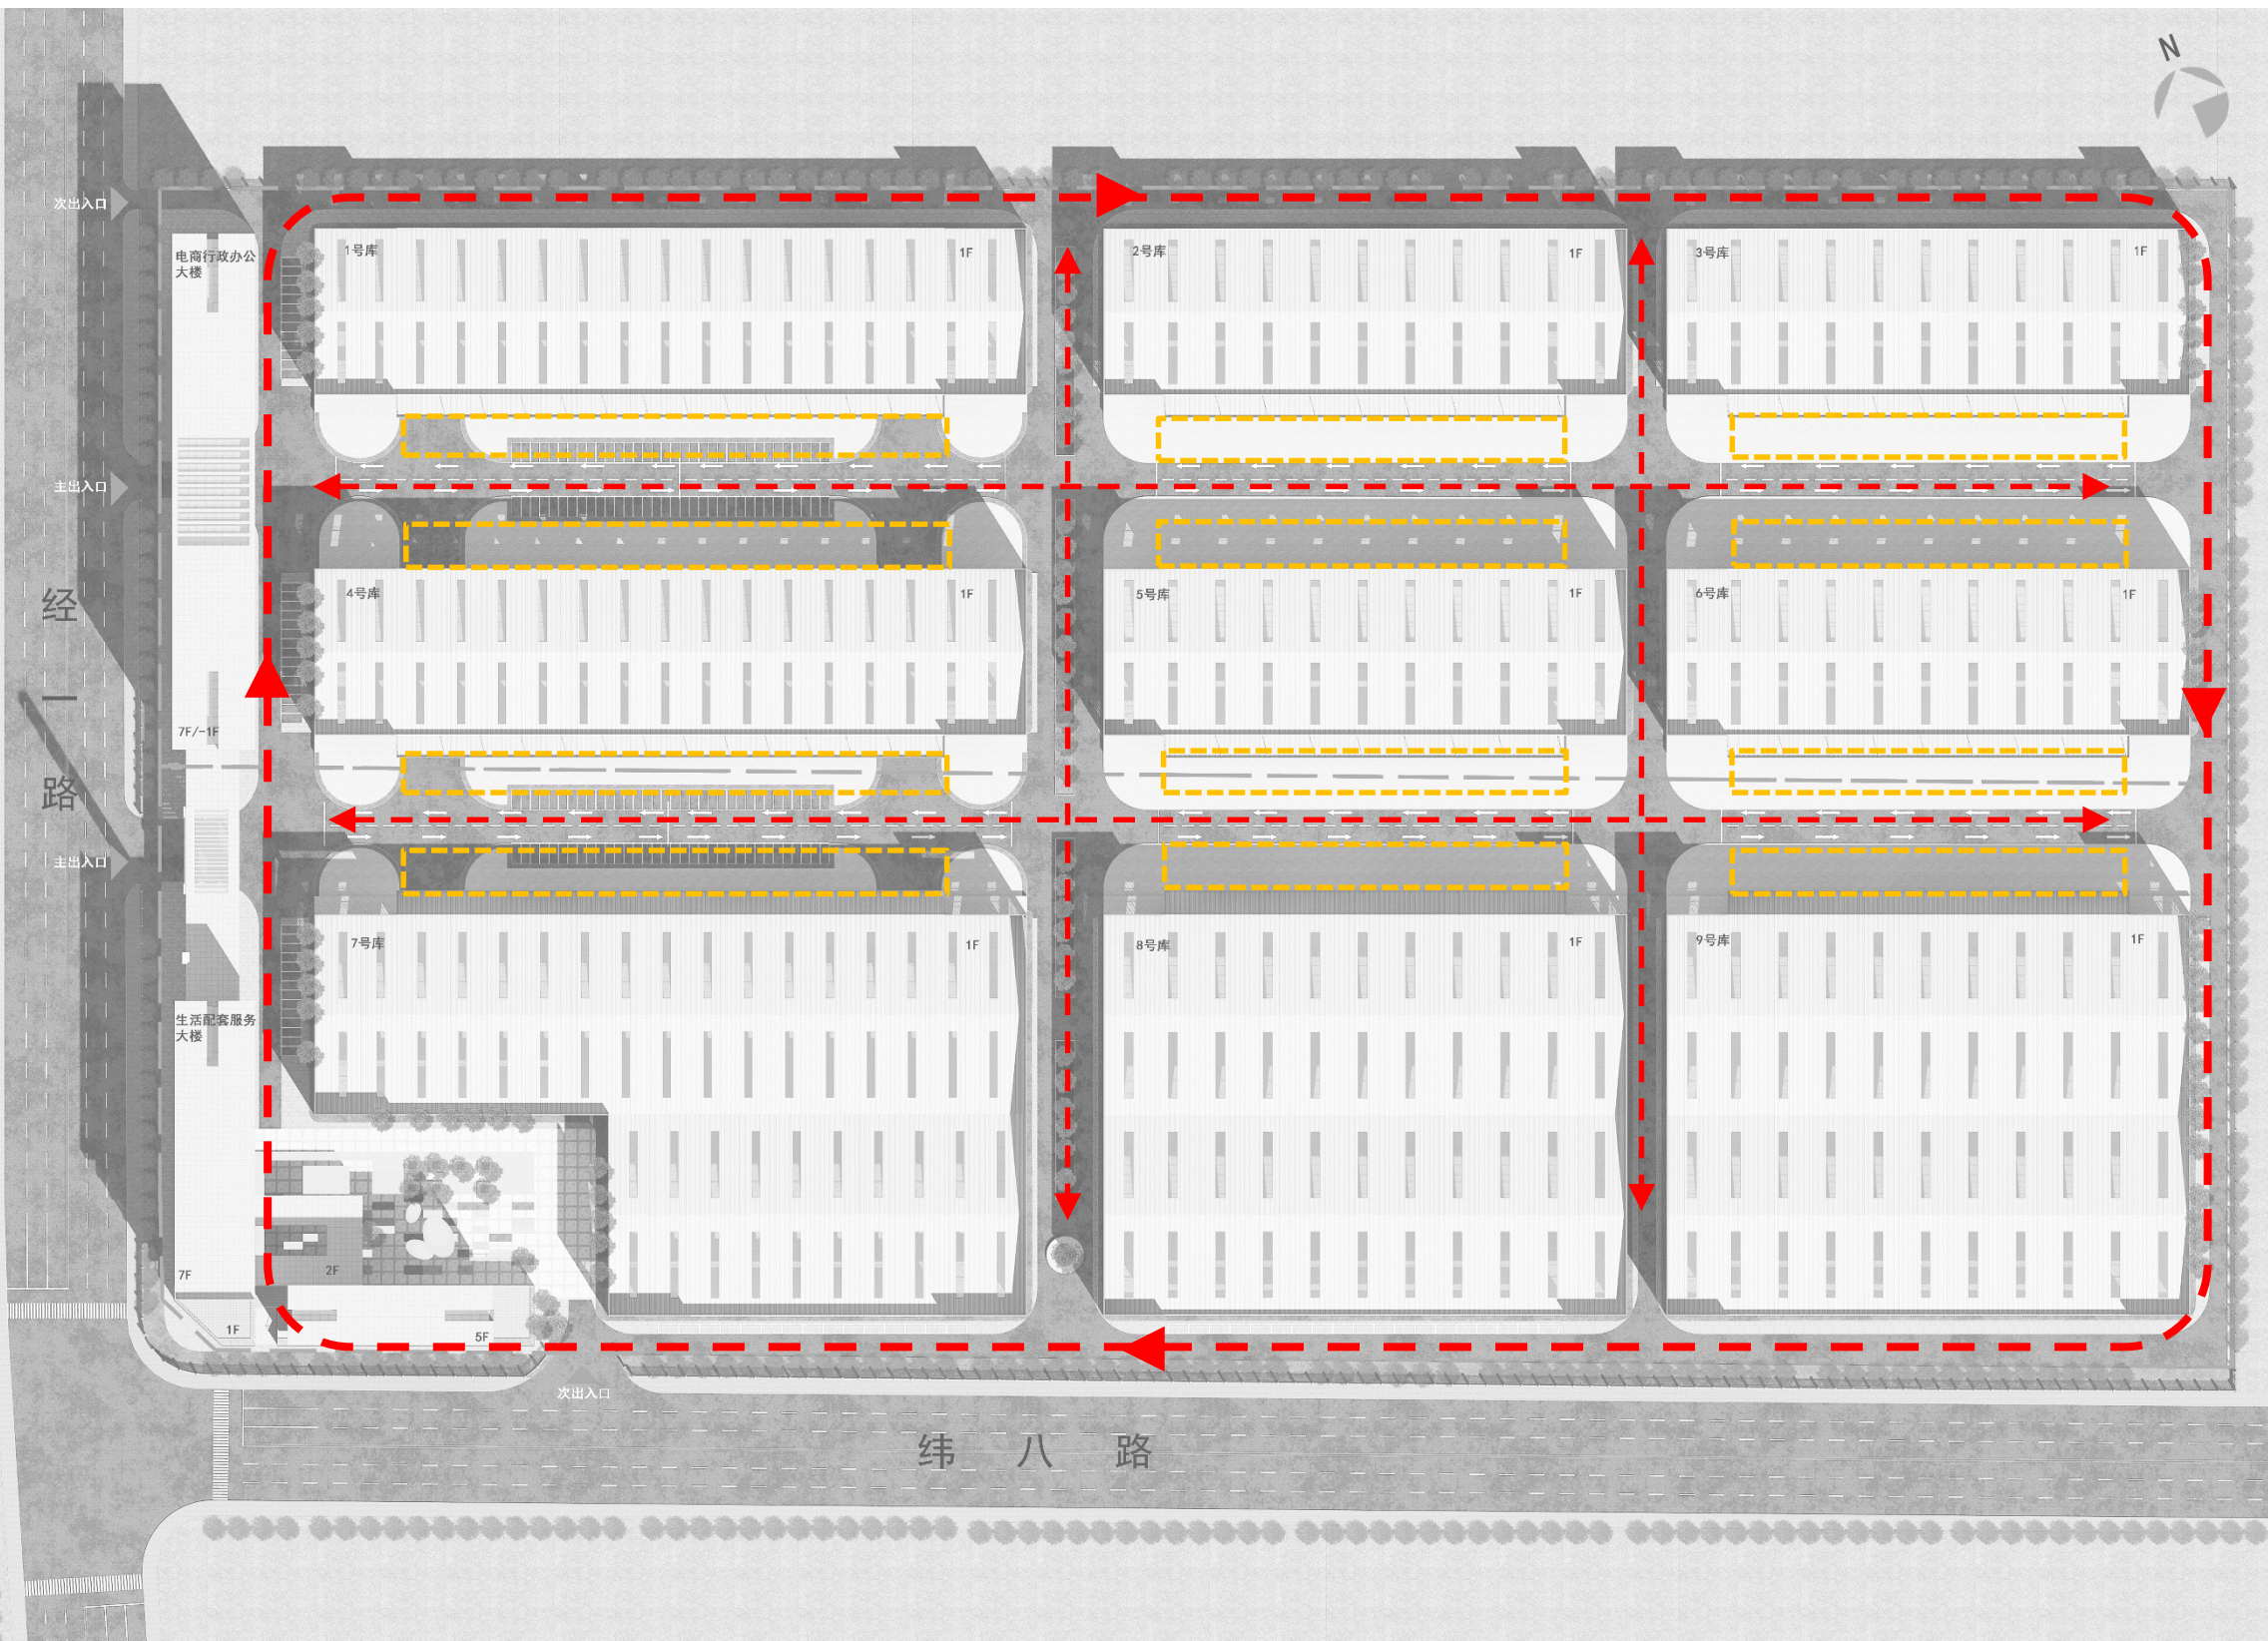 N
次出入口
电商行政办公
大楼
1号库
1F
2号库
1F
3号库
1F
主出入口
经一路
4号库
1F
5号库
1F
6号库
1F
7F/-1F
主出入口
7号库
1F
8号库
1F
9号库
1F
生活配套服务
大楼
7F
2F
1F
5F
次出入口
纬八路